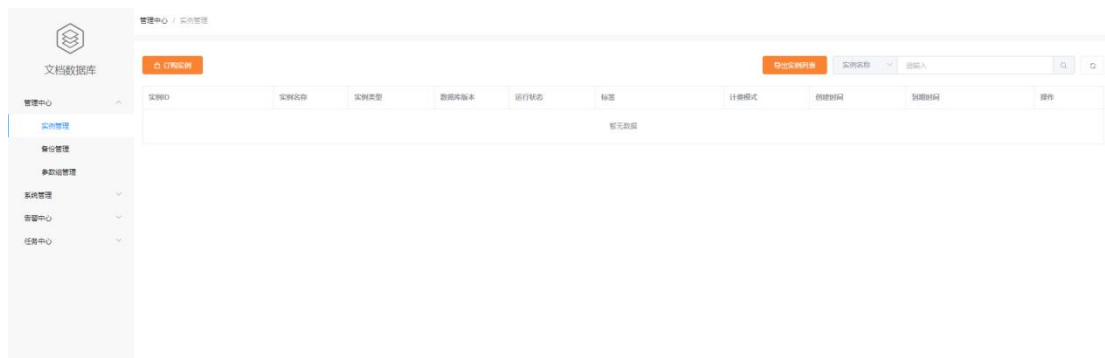 管理中心 / 实例管理
文档数据库
订购实例
导出实例列表
实例名称
请输入
管理中心
实例管理
备份管理
参数组管理
系统管理
告警中心
任务中心
实例ID 实例名称 实例类型 数据库版本 运行状态 标签 计费模式 创建时间 到期时间 操作
暂无数据